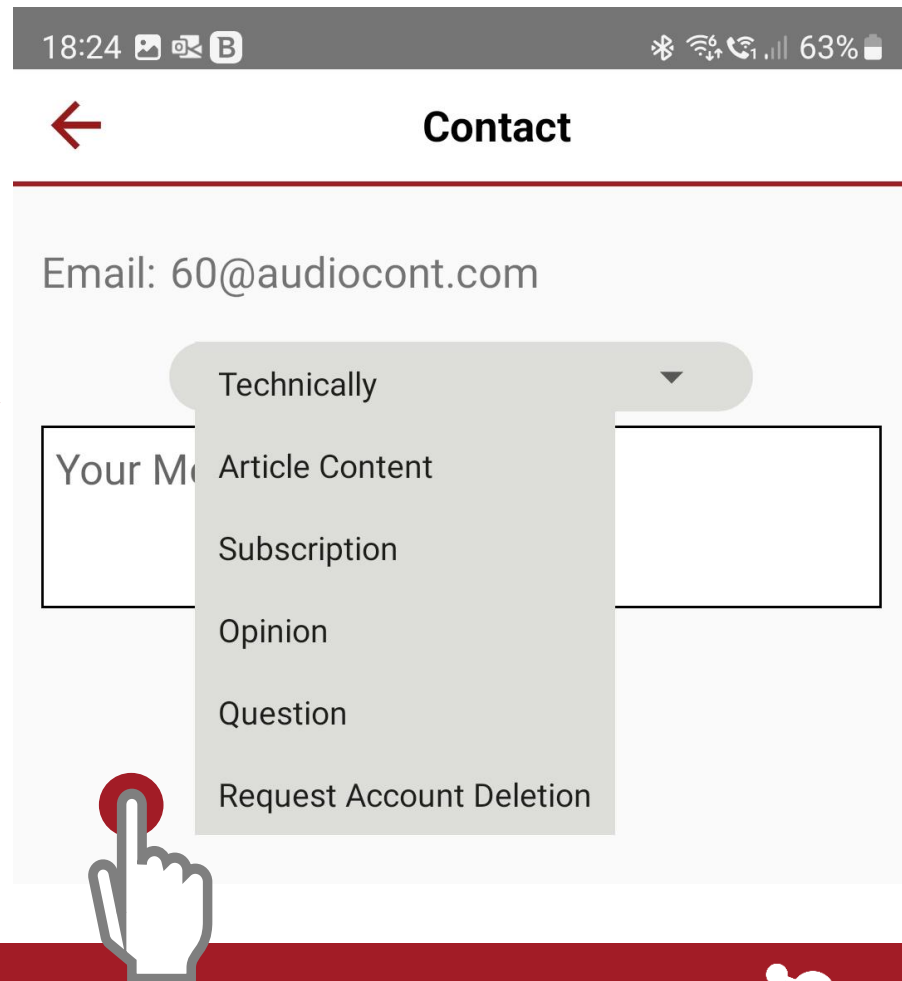 18:24 B 63%
Contact
Email: 60@audiocont.com
Technically
Your M
Article Content
Subscription
Opinion
Question
Request Account Deletion